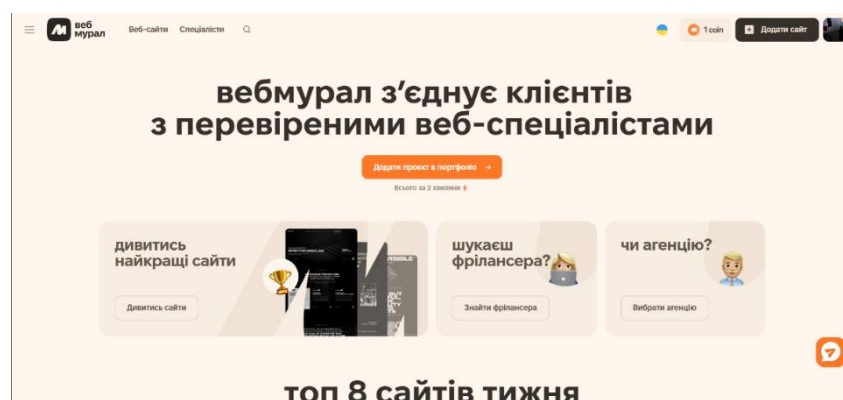 веб
мурал
Веб-сайти Спеціалісти
1 coin
Додати сайт
вебмурал з’єднує клієнтів
з перевіреними веб-спеціалістами
Додати проєкт в портфоліо →
Всього за 2 хвилини
дивитись
найкращі сайти
Дивитись сайти
шукаєш
фрілансера?
Знайти фрілансера
чи агенцію?
Вибрати агенцію
топ 8 сайтів тижня